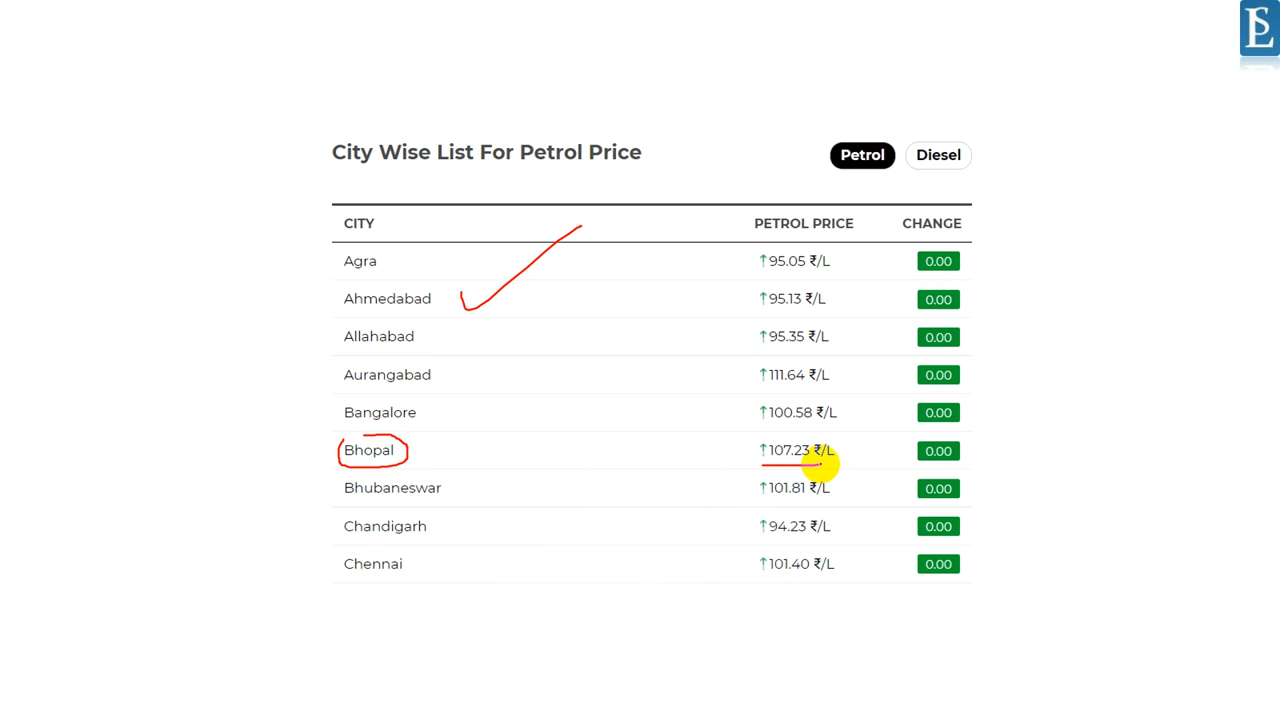 LSP
City Wise List For Petrol Price
Petrol Diesel
CITY PETROL PRICE CHANGE
Agra ↑95.05 ₹/L 0.00
Ahmedabad ↑95.13 ₹/L 0.00
Allahabad ↑95.35 ₹/L 0.00
Aurangabad ↑111.64 ₹/L 0.00
Bangalore ↑100.58 ₹/L 0.00
Bhopal ↑107.23 ₹/L 0.00
Bhubaneswar ↑101.81 ₹/L 0.00
Chandigarh ↑94.23 ₹/L 0.00
Chennai ↑101.40 ₹/L 0.00